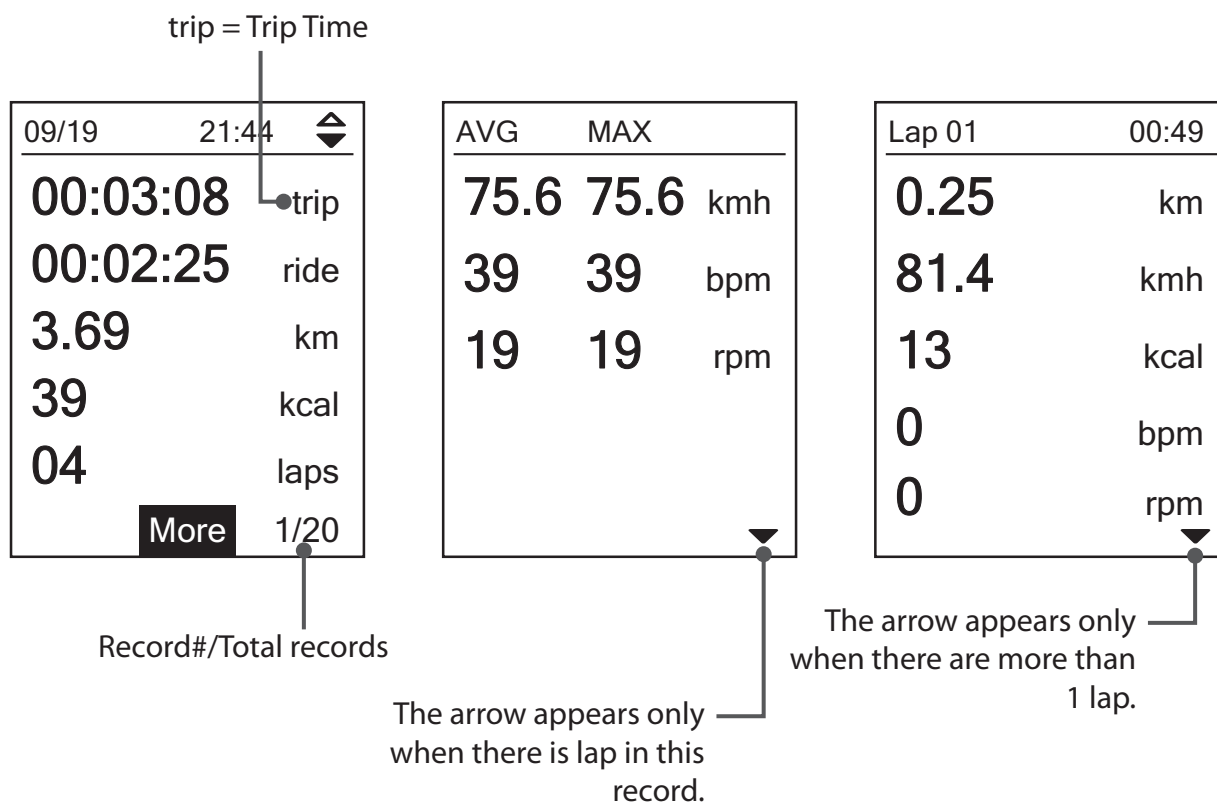 trip = Trip Time
09/19 21:44
00:03:08 trip
00:02:25 ride
3.69 km
39 kcal
04 laps
More 1/20
Record#/Total records
AVG MAX
75.6 75.6 kmh
39 39 bpm
19 19 rpm
The arrow appears only
when there is lap in this
record.
Lap 01 00:49
0.25 km
81.4 kmh
13 kcal
0 bpm
0 rpm
The arrow appears only
when there are more than
1 lap.